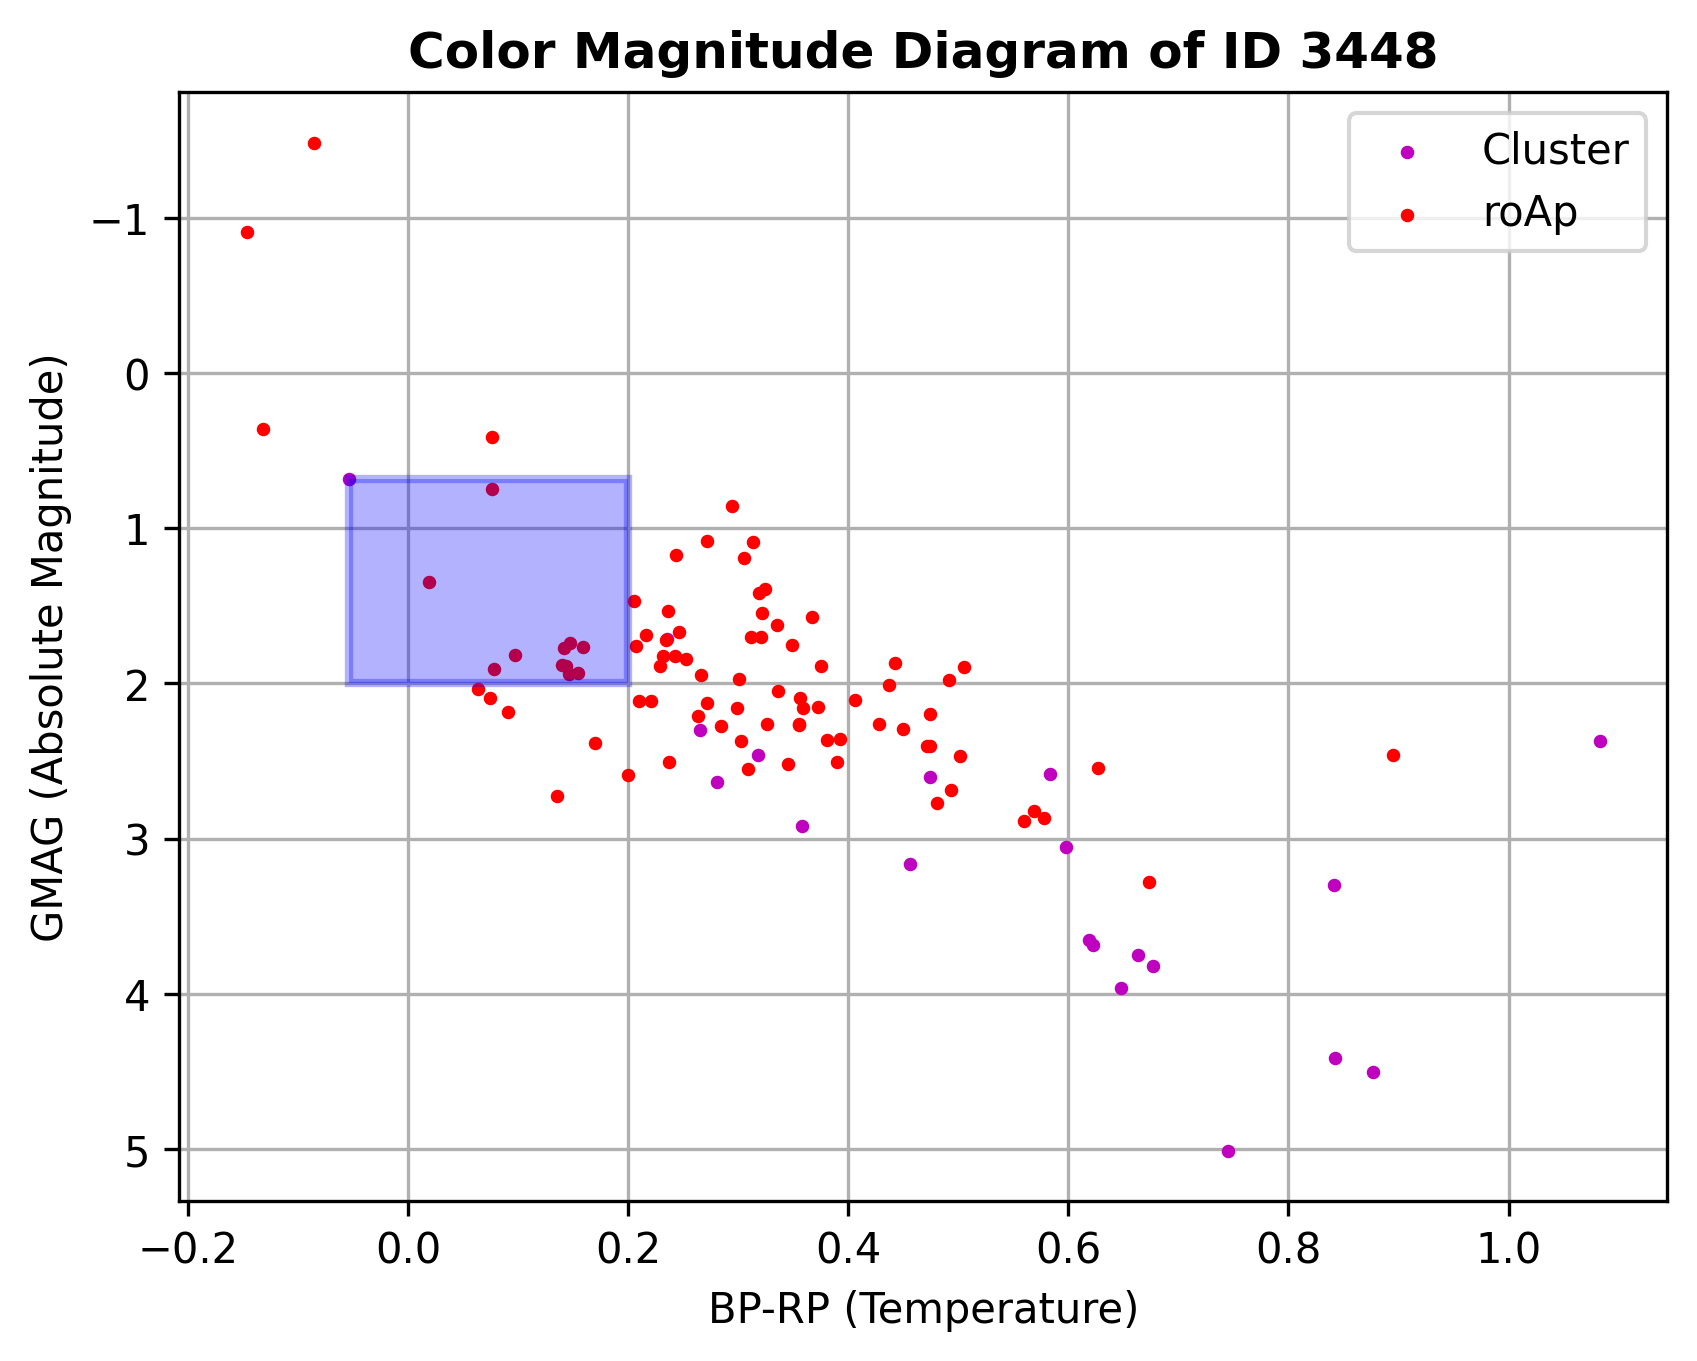 Color Magnitude Diagram of ID 3448
Cluster
roAp
GMAG (Absolute Magnitude)
−1
0
1
2
3
4
5
−0.2
0.0
0.2
0.4
0.6
0.8
1.0
BP-RP (Temperature)